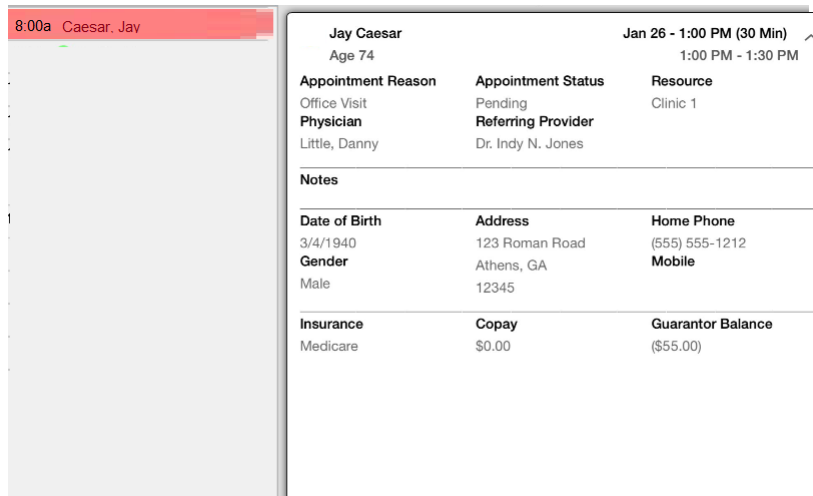 8:00a Caesar, Jay
Jay Caesar Jan 26 - 1:00 PM (30 Min)
Age 74 1:00 PM - 1:30 PM
Appointment Reason Appointment Status Resource
Office Visit Pending Clinic 1
Physician Referring Provider
Little, Danny Dr. Indy N. Jones
Notes
Date of Birth Address Home Phone
3/4/1940 123 Roman Road (555) 555-1212
Gender Athens, GA Mobile
Male 12345
Insurance Copay Guarantor Balance
Medicare $0.00 ($55.00)